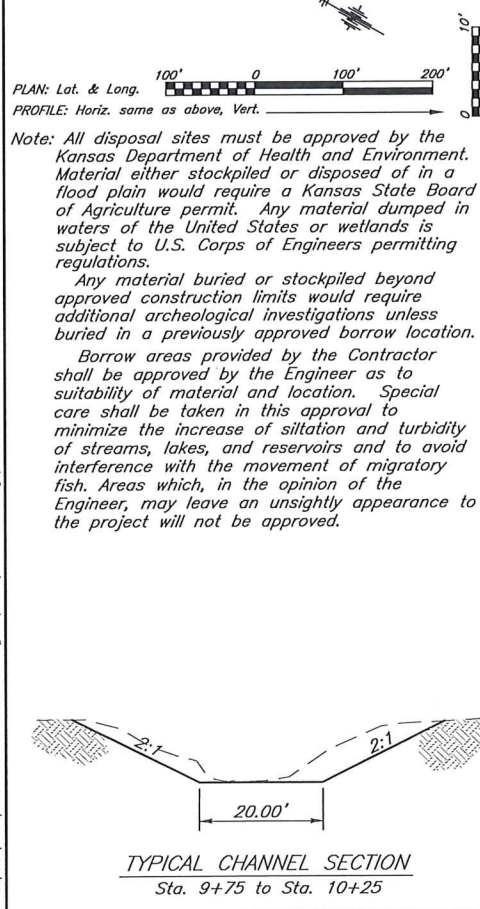 100' 0 100' 200'
10'
0
PLAN: Lat. & Long.
PROFILE: Horiz. same as above, Vert.
Note: All disposal sites must be approved by the
Kansas Department of Health and Environment.
Material either stockpiled or disposed of in a
flood plain would require a Kansas State Board
of Agriculture permit. Any material dumped in
waters of the United States or wetlands is
subject to U.S. Corps of Engineers permitting
regulations.
Any material buried or stockpiled beyond
approved construction limits would require
additional archeological investigations unless
buried in a previously approved borrow location.
Borrow areas provided by the Contractor
shall be approved by the Engineer as to
suitability of material and location. Special
care shall be taken in this approval to
minimize the increase of siltation and turbidity
of streams, lakes, and reservoirs and to avoid
interference with the movement of migratory
fish. Areas which, in the opinion of the
Engineer, may leave an unsightly appearance to
the project will not be approved.
2:1 2:1
20.00'
TYPICAL CHANNEL SECTION
Sta. 9+75 to Sta. 10+25